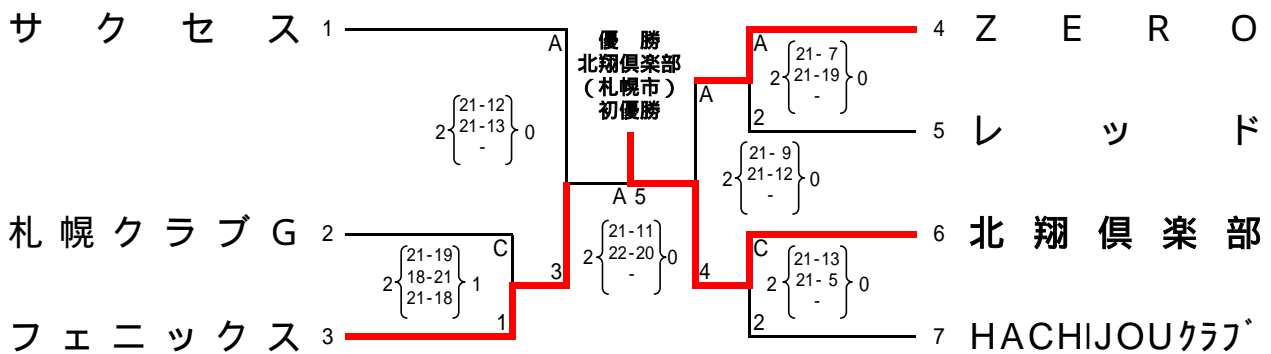 サクセス 1
A
21-12
2 21-13 0
-
札幌クラブG 2
C
21-19
2 18-21 1
21-18
フェニックス 3
1
3
優勝
北翔倶楽部
(札幌市)
初優勝
A 5
21-11
2 22-20 0
-
4 ZERO
A
21- 7
2 21-19 0
-
2
5 レッド
A
21- 9
2 21-12 0
-
4
6 北翔倶楽部
C
21-13
2 21- 5 0
-
2
7 HACHIJOUクラブ